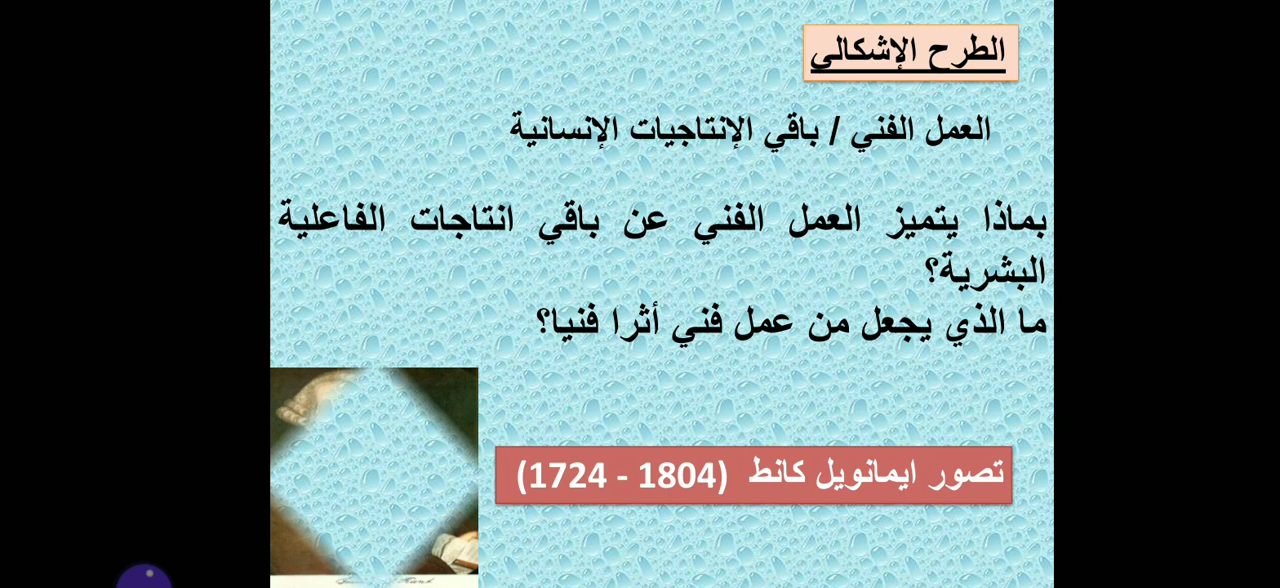 الطرح الإشكالي
العمل الفني / باقي الإنتاجيات الإنسانية
بماذا يتميز العمل الفني عن باقي انتاجات الفاعلية
البشرية؟
ما الذي يجعل من عمل فني أثرا فنيا؟
تصور ايمانويل كانط (1804 - 1724)